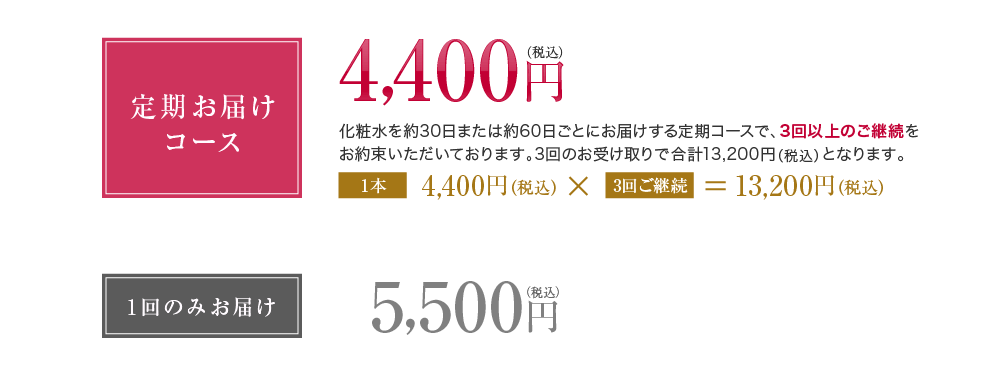 定期お届け
コース
4,400円(税込)
化粧水を約30日または約60日ごとにお届けする定期コースで、3回以上のご継続を
お約束いただいております。3回のお受け取りで合計13,200円(税込)となります。
1本 4,400円(税込) × 3回ご継続 = 13,200円(税込)
1回のみお届け
5,500円(税込)